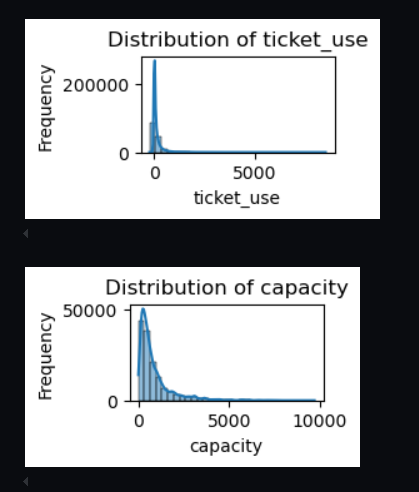 Distribution of ticket_use
Frequency
200000
0
0 5000
ticket_use
Distribution of capacity
Frequency
50000
0
0 5000 10000
capacity